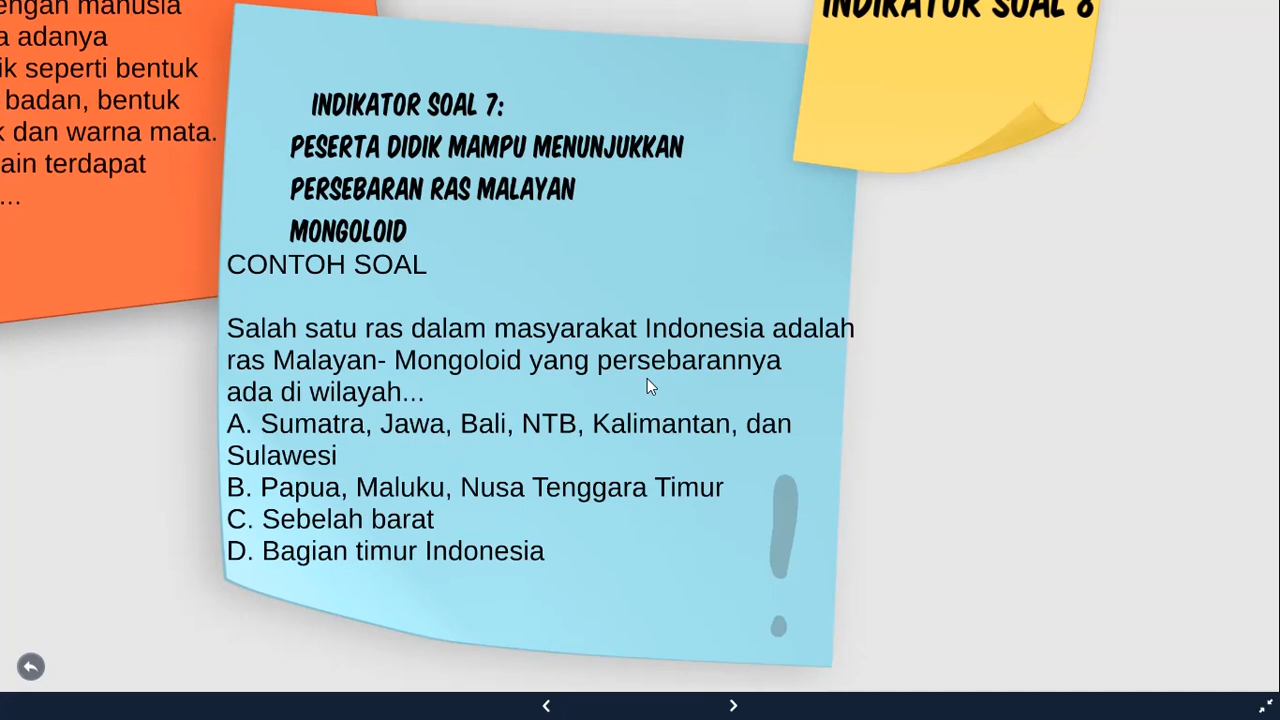 engan manusia
a adanya
ik seperti bentuk
badan, bentuk
k dan warna mata.
ain terdapat
...
INDIKATOR SOAL 7:
PESERTA DIDIK MAMPU MENUNJUKKAN
PERSEBARAN RAS MALAYAN
MONGOLOID
CONTOH SOAL
Salah satu ras dalam masyarakat Indonesia adalah
ras Malayan- Mongoloid yang persebarannya
ada di wilayah...
A. Sumatra, Jawa, Bali, NTB, Kalimantan, dan
Sulawesi
B. Papua, Maluku, Nusa Tenggara Timur
C. Sebelah barat
D. Bagian timur Indonesia
!
INDIKATOR SOAL 8